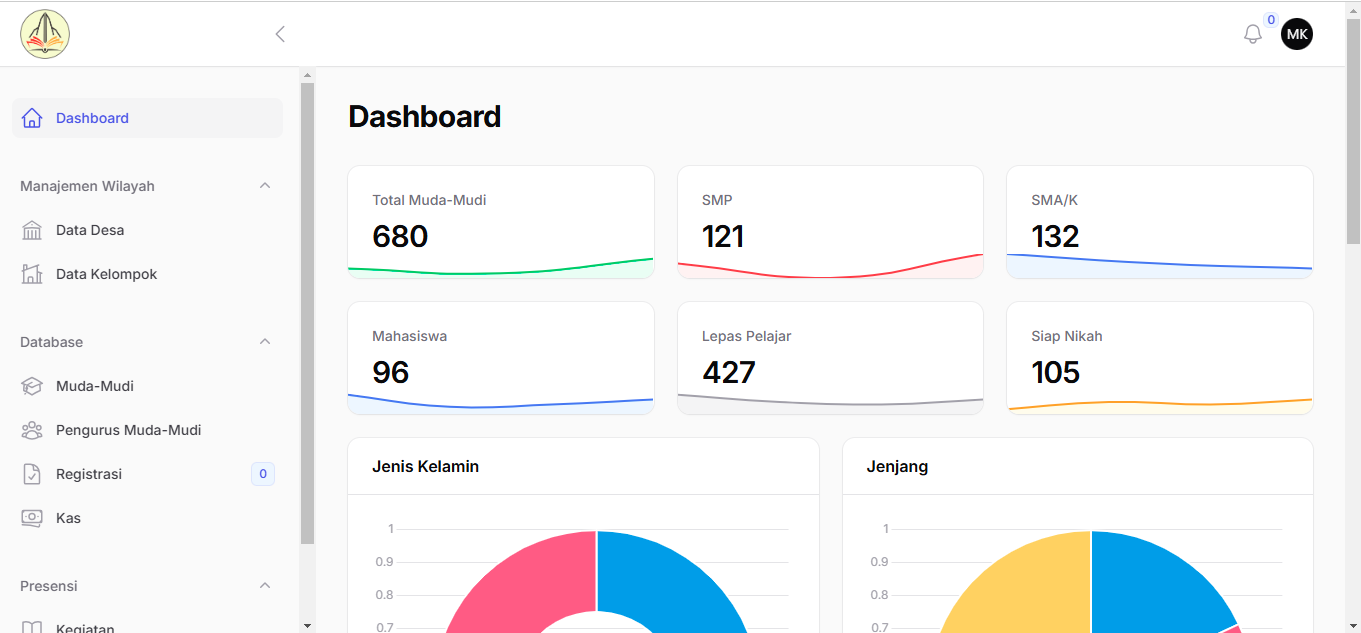 0
MK
Dashboard
Manajemen Wilayah
Data Desa
Data Kelompok
Database
Muda-Mudi
Pengurus Muda-Mudi
Registrasi 0
Kas
Presensi
Kegiatan
Dashboard
Total Muda-Mudi
680
SMP
121
SMA/K
132
Mahasiswa
96
Lepas Pelajar
427
Siap Nikah
105
Jenis Kelamin
1
0.9
0.8
0.7
Jenjang
1
0.9
0.8
0.7